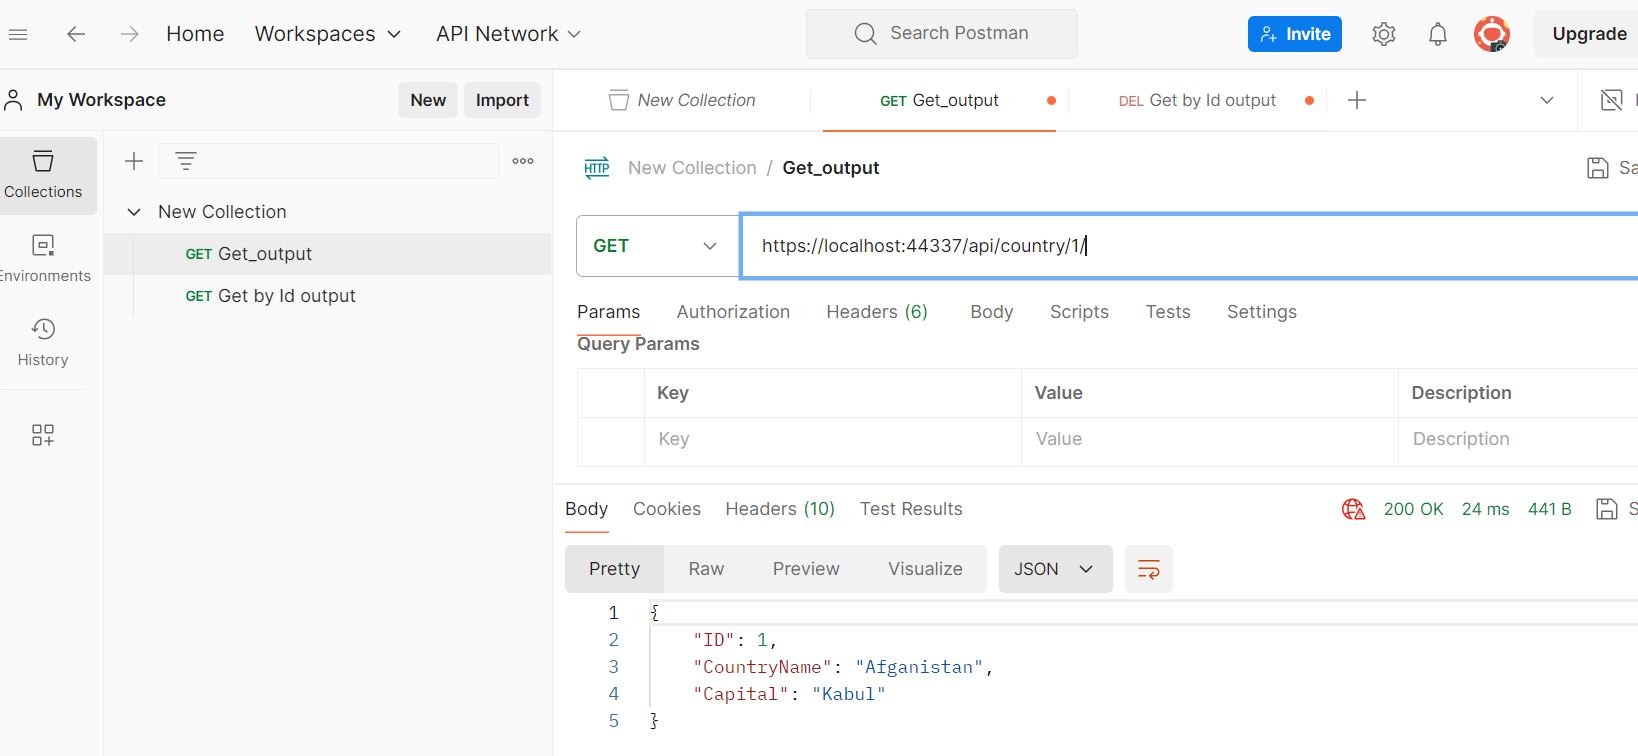 Home Workspaces API Network Search Postman Invite Upgrade
My Workspace New Import
New Collection GET Get_output DEL Get by Id output
Collections
Environments
History
New Collection
GET Get_output
GET Get by Id output
HTTP New Collection / Get_output Sa
GET https://localhost:44337/api/country/1/
Params Authorization Headers (6) Body Scripts Tests Settings
Query Params
Key Value Description
Key Value Description
Body Cookies Headers (10) Test Results 200 OK 24 ms 441 B S
Pretty Raw Preview Visualize JSON
1 {
2 "ID": 1,
3 "CountryName": "Afganistan",
4 "Capital": "Kabul"
5 }